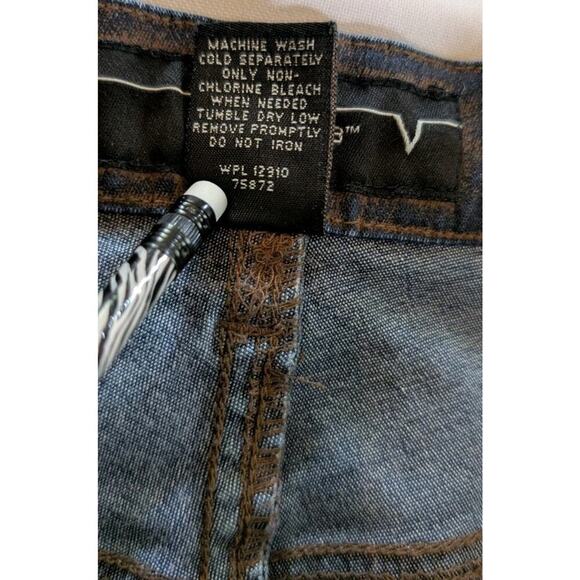 MACHINE WASH
COLD SEPARATELY
ONLY NON-
CHLORINE BLEACH
WHEN NEEDED
TUMBLE DRY LOW
REMOVE PROMPTLY
DO NOT IRON
WPL 12910
75872